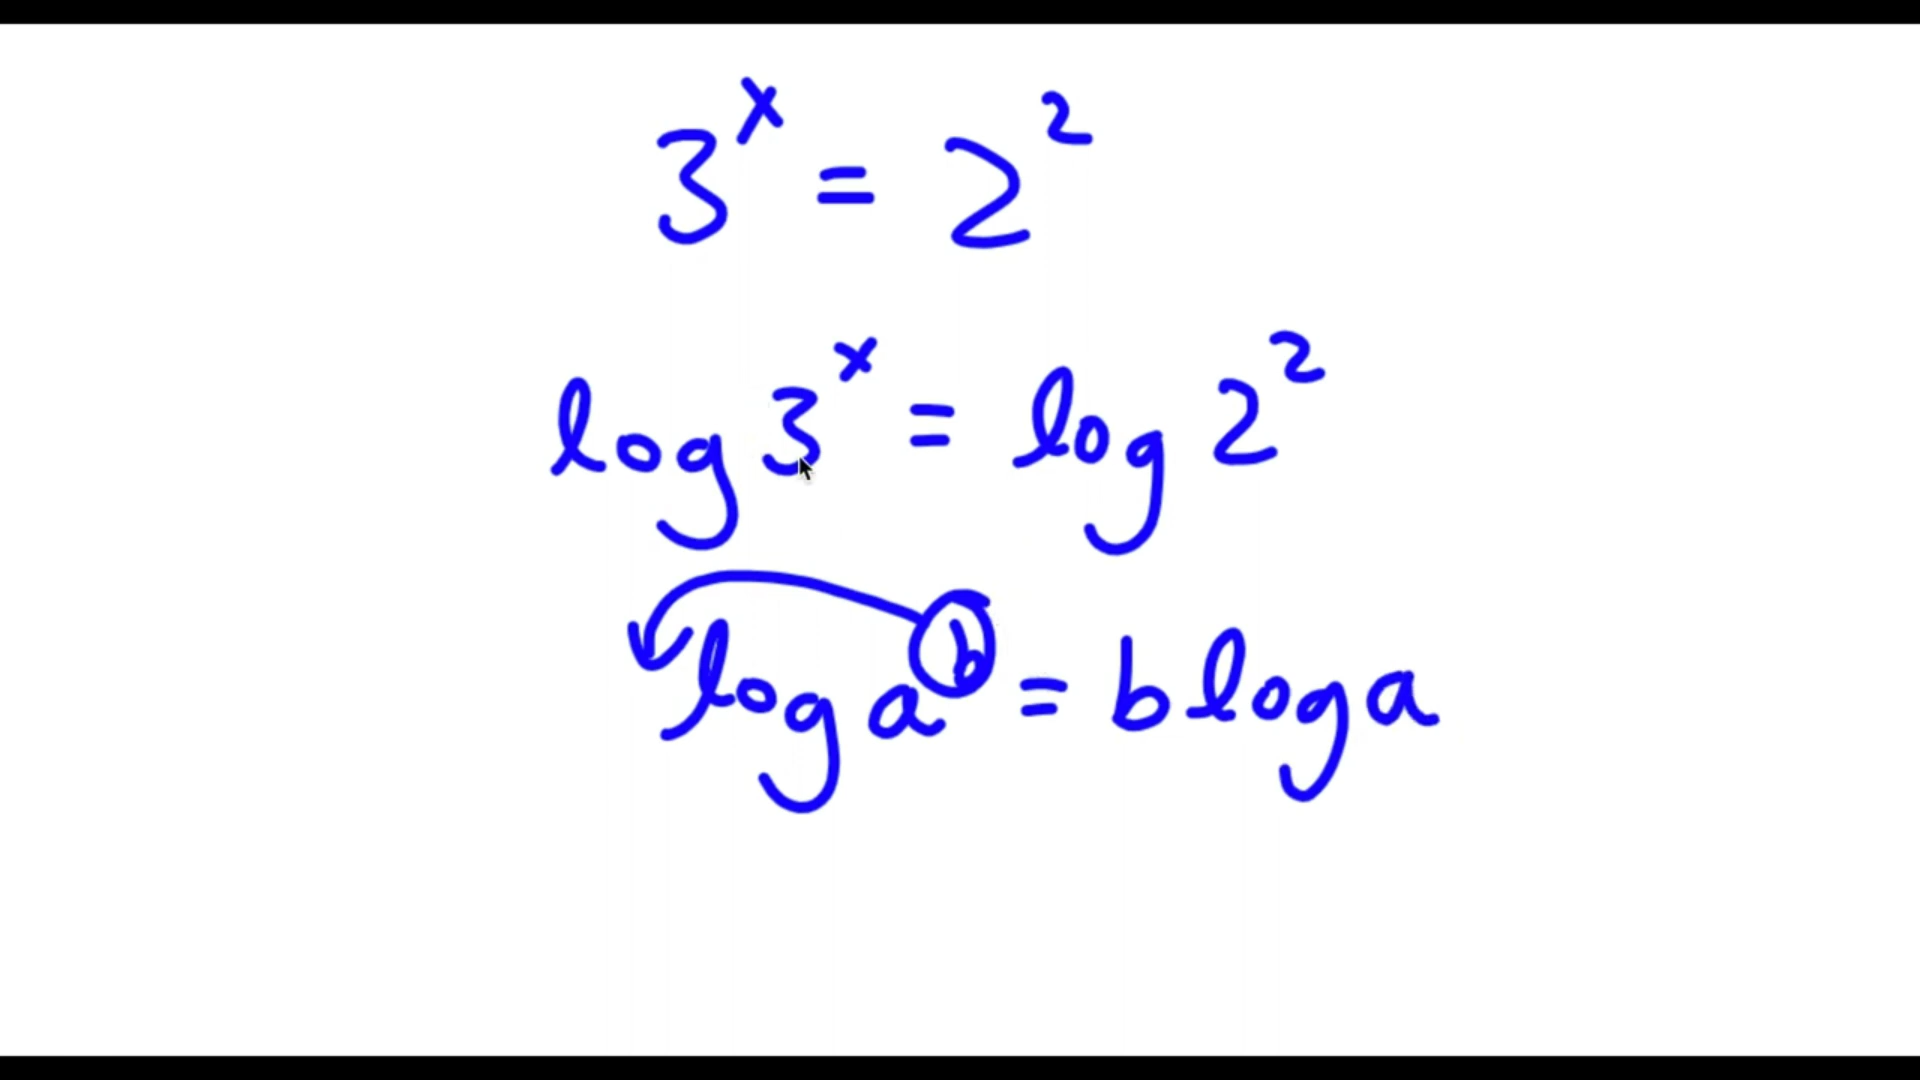 3^x = 2^2
log 3^x = log 2^2
log a^b = b log a